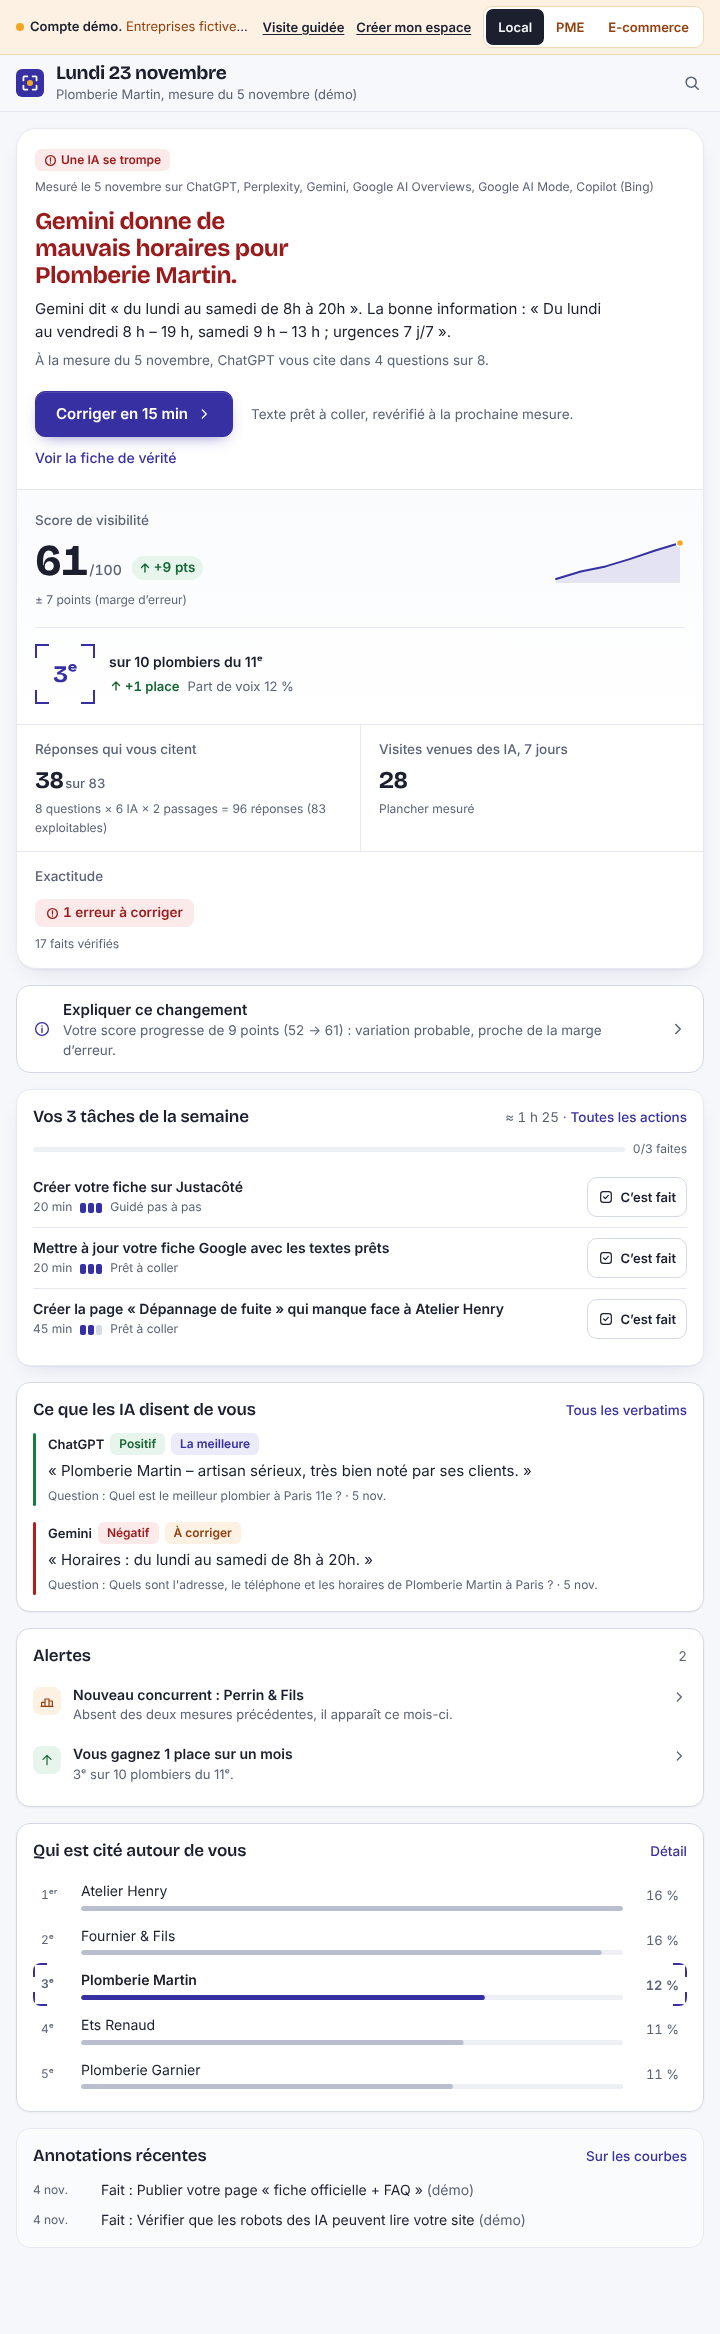 Compte démo. Entreprises fictive… Visite guidée Créer mon espace Local PME E-commerce
Lundi 23 novembre
Plomberie Martin, mesure du 5 novembre (démo)
Une IA se trompe
Mesuré le 5 novembre sur ChatGPT, Perplexity, Gemini, Google AI Overviews, Google AI Mode, Copilot (Bing)
Gemini donne de
mauvais horaires pour
Plomberie Martin.
Gemini dit « du lundi au samedi de 8h à 20h ». La bonne information : « Du lundi
au vendredi 8 h – 19 h, samedi 9 h – 13 h ; urgences 7 j/7 ».
À la mesure du 5 novembre, ChatGPT vous cite dans 4 questions sur 8.
Corriger en 15 min
Texte prêt à coller, revérifié à la prochaine mesure.
Voir la fiche de vérité
Score de visibilité
61/100 ↑ +9 pts
± 7 points (marge d’erreur)
3ᵉ
sur 10 plombiers du 11ᵉ
↑ +1 place Part de voix 12 %
Réponses qui vous citent
38 sur 83
8 questions × 6 IA × 2 passages = 96 réponses (83
exploitables)
Visites venues des IA, 7 jours
28
Plancher mesuré
Exactitude
1 erreur à corriger
17 faits vérifiés
Expliquer ce changement
Votre score progresse de 9 points (52 → 61) : variation probable, proche de la marge
d’erreur.
Vos 3 tâches de la semaine
≈ 1 h 25 · Toutes les actions
0/3 faites
Créer votre fiche sur Justacôté
20 min Guidé pas à pas
C’est fait
Mettre à jour votre fiche Google avec les textes prêts
20 min Prêt à coller
C’est fait
Créer la page « Dépannage de fuite » qui manque face à Atelier Henry
45 min Prêt à coller
C’est fait
Ce que les IA disent de vous
Tous les verbatims
ChatGPT Positif La meilleure
« Plomberie Martin – artisan sérieux, très bien noté par ses clients. »
Question : Quel est le meilleur plombier à Paris 11e ? · 5 nov.
Gemini Négatif À corriger
« Horaires : du lundi au samedi de 8h à 20h. »
Question : Quels sont l'adresse, le téléphone et les horaires de Plomberie Martin à Paris ? · 5 nov.
Alertes
2
Nouveau concurrent : Perrin & Fils
Absent des deux mesures précédentes, il apparaît ce mois-ci.
Vous gagnez 1 place sur un mois
3ᵉ sur 10 plombiers du 11ᵉ.
Qui est cité autour de vous
Détail
1ᵉʳ Atelier Henry 16 %
2ᵉ Fournier & Fils 16 %
3ᵉ Plomberie Martin 12 %
4ᵉ Ets Renaud 11 %
5ᵉ Plomberie Garnier 11 %
Annotations récentes
Sur les courbes
4 nov. Fait : Publier votre page « fiche officielle + FAQ » (démo)
4 nov. Fait : Vérifier que les robots des IA peuvent lire votre site (démo)